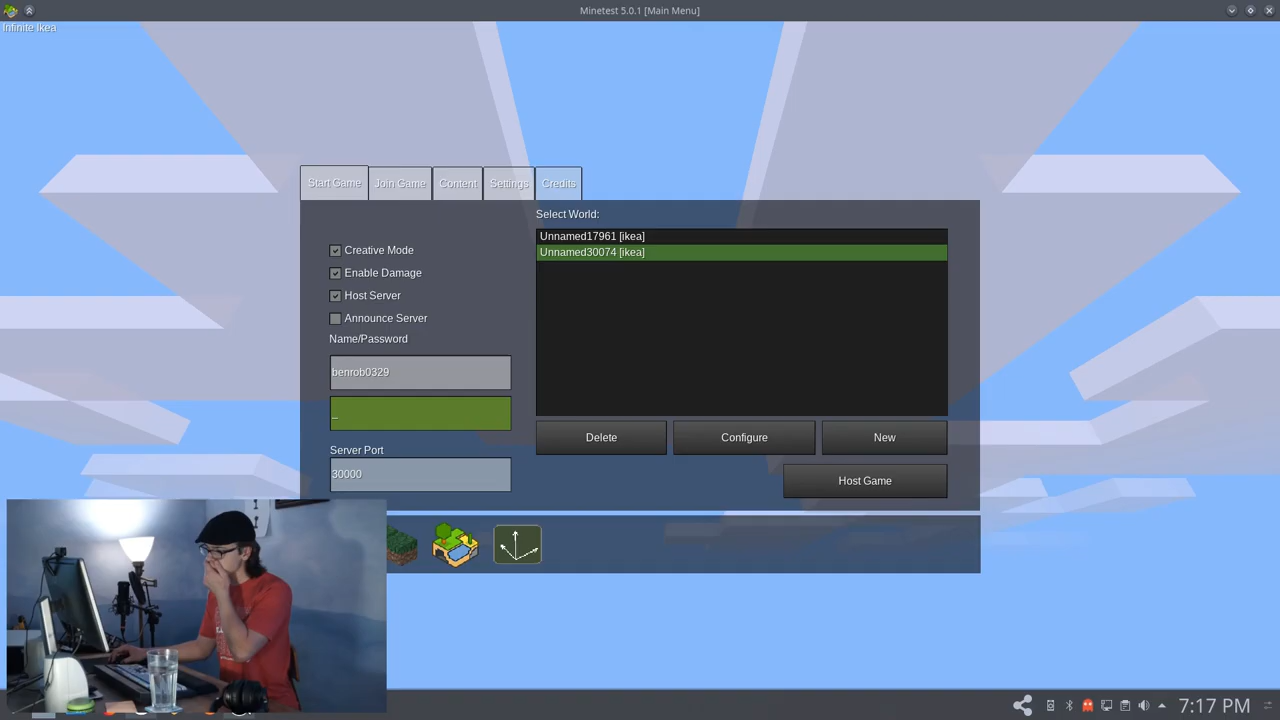 Minetest 5.0.1 [Main Menu]
Infinite Ikea
Start Game
Join Game
Content
Settings
Credits
Select World:
Unnamed17961 [ikea]
Unnamed30074 [ikea]
Creative Mode
Enable Damage
Host Server
Announce Server
Name/Password
benrob0329
_
Server Port
30000
Delete
Configure
New
Host Game
7:17 PM